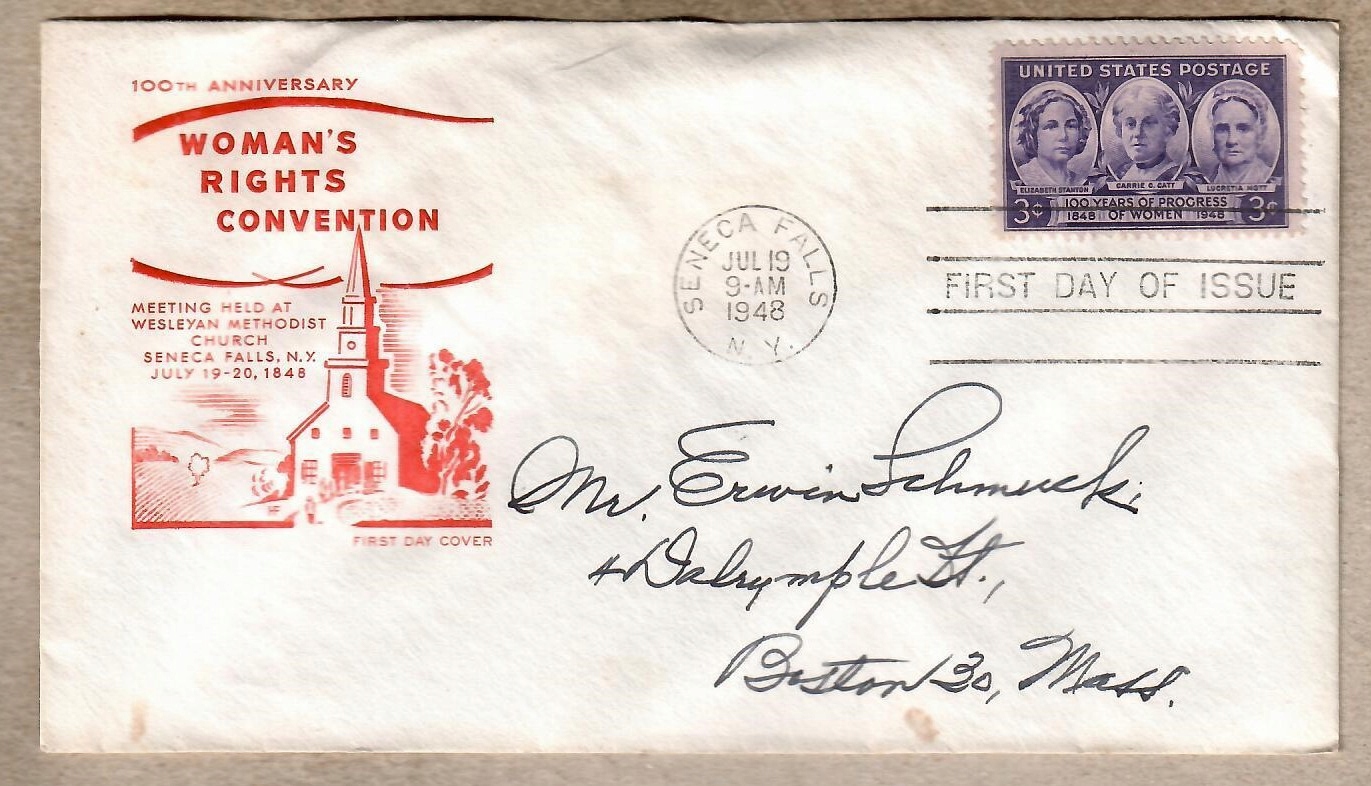 100TH ANNIVERSARY
WOMAN'S
RIGHTS
CONVENTION
MEETING HELD AT
WESLEYAN METHODIST
CHURCH
SENECA FALLS, N.Y.
JULY 19-20, 1848
HF
FIRST DAY COVER
SENECA FALLS
JUL 19
9-AM
1948
N.Y.
UNITED STATES POSTAGE
ELIZABETH STANTON CARRIE C. CATT LUCRETIA MOTT
3¢ 100 YEARS OF PROGRESS 3¢
1848 OF WOMEN 1948
FIRST DAY OF ISSUE
Mr. Erwin Schmuck,
4 Dalrymple St.,
Boston 30, Mass.